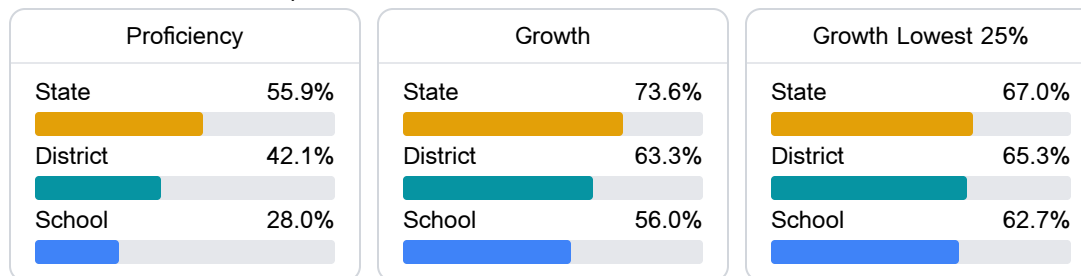 Proficiency
State 55.9%
District 42.1%
School 28.0%
Growth
State 73.6%
District 63.3%
School 56.0%
Growth Lowest 25%
State 67.0%
District 65.3%
School 62.7%